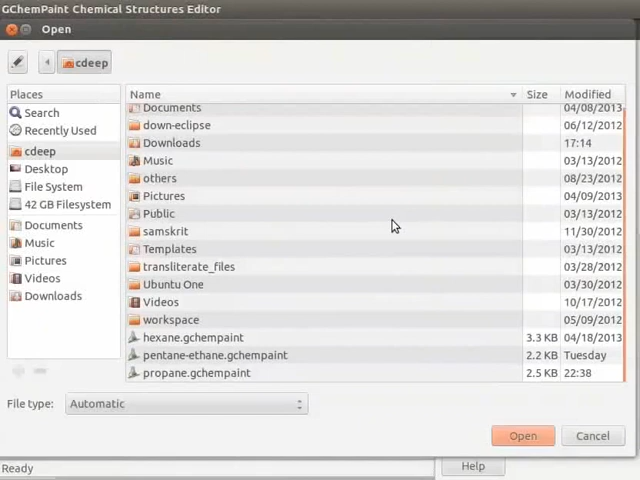 GChemPaint Chemical Structures Editor
Open
cdeep
Places
Name Size Modified
Search
Recently Used
cdeep
Desktop
File System
42 GB Filesystem
Documents
Music
Pictures
Videos
Downloads
Documents 04/08/2013
down-eclipse 06/12/2012
Downloads 17:14
Music 03/13/2012
others 08/23/2012
Pictures 04/09/2013
Public 03/13/2012
samskrit 11/30/2012
Templates 03/13/2012
transliterate_files 03/28/2012
Ubuntu One 03/30/2012
Videos 10/17/2012
workspace 05/09/2012
hexane.gchempaint 3.3 KB 04/18/2013
pentane-ethane.gchempaint 2.2 KB Tuesday
propane.gchempaint 2.5 KB 22:38
File type: Automatic
Open Cancel
Ready Help